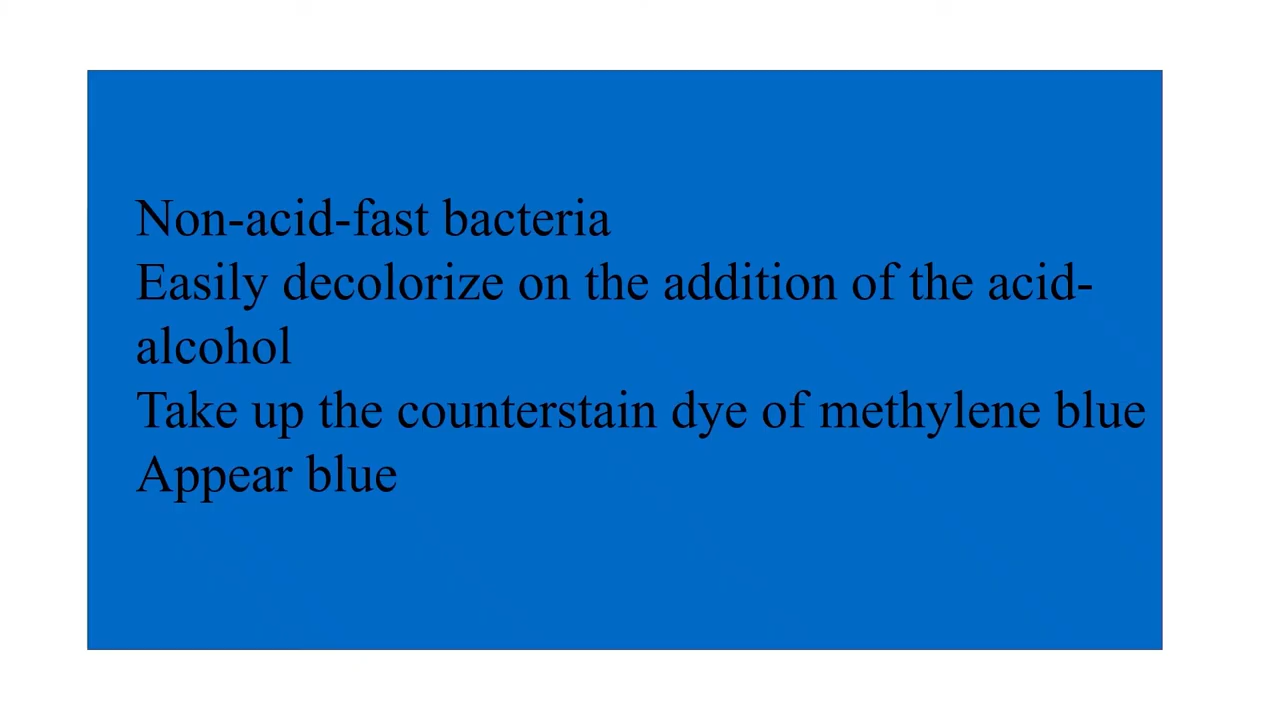 Non-acid-fast bacteria
Easily decolorize on the addition of the acid-
alcohol
Take up the counterstain dye of methylene blue
Appear blue